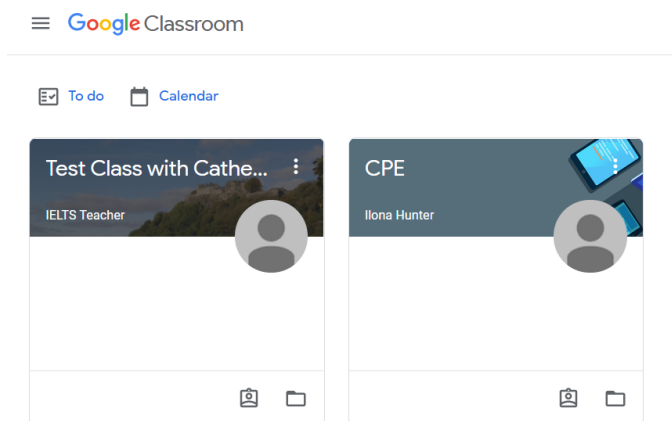 Google Classroom
To do Calendar
Test Class with Cathe...
IELTS Teacher
CPE
Ilona Hunter